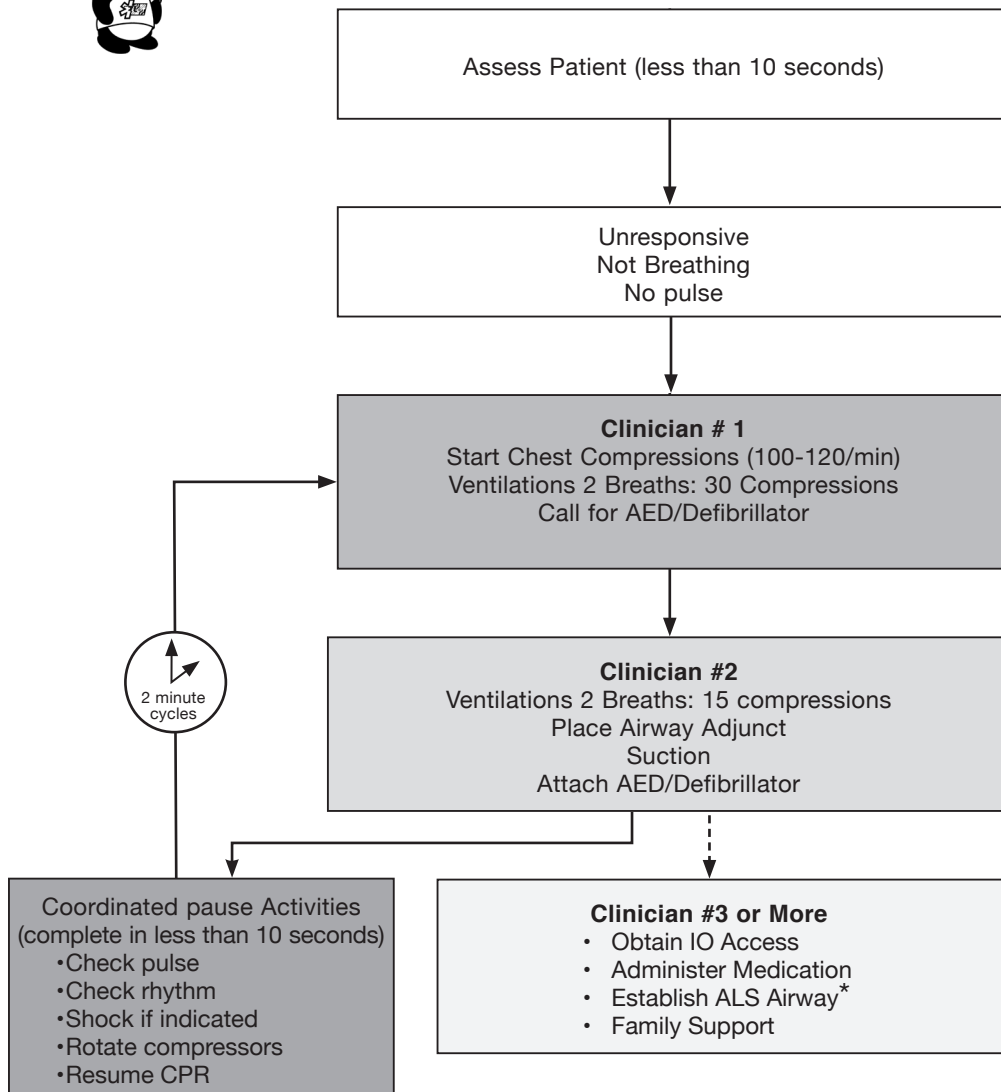 Assess Patient (less than 10 seconds)
Unresponsive
Not Breathing
No pulse
Clinician # 1
Start Chest Compressions (100-120/min)
Ventilations 2 Breaths: 30 Compressions
Call for AED/Defibrillator
2 minute
cycles
Clinician #2
Ventilations 2 Breaths: 15 compressions
Place Airway Adjunct
Suction
Attach AED/Defibrillator
Coordinated pause Activities
(complete in less than 10 seconds)
•Check pulse
•Check rhythm
•Shock if indicated
•Rotate compressors
•Resume CPR
Clinician #3 or More
• Obtain IO Access
• Administer Medication
• Establish ALS Airway*
• Family Support